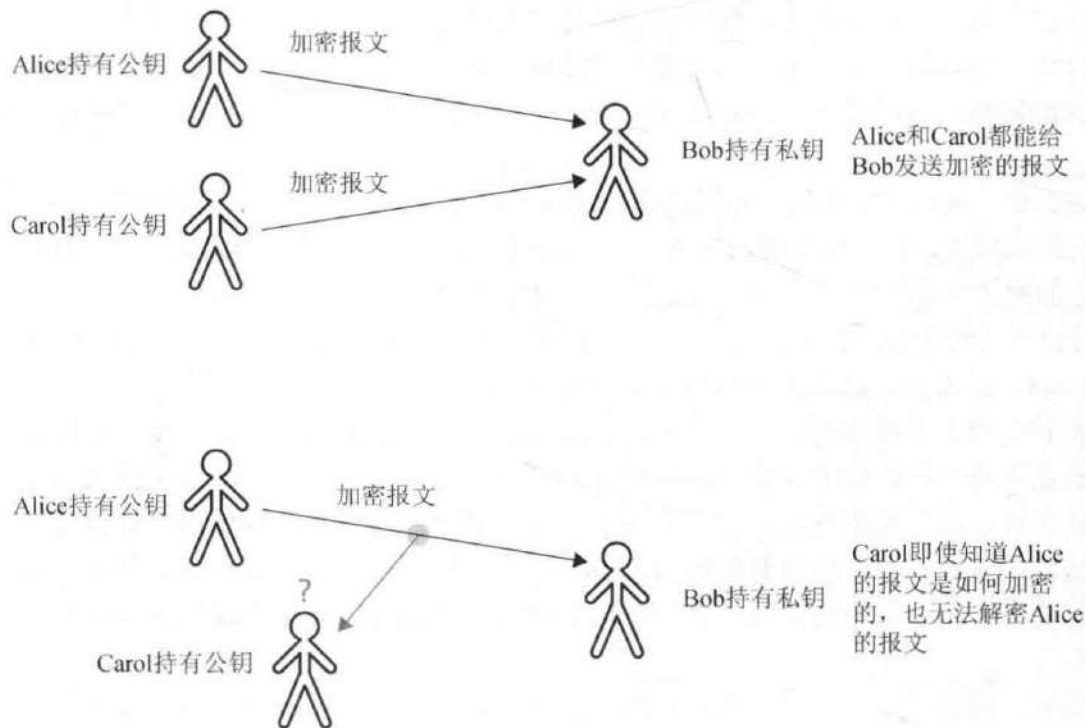 加密报文
Alice持有公钥
Bob持有私钥
Alice和Carol都能给
Bob发送加密的报文
加密报文
Carol持有公钥
Alice持有公钥
加密报文
?
Carol持有公钥
Bob持有私钥
Carol即使知道Alice
的报文是如何加密
的，也无法解密Alice
的报文